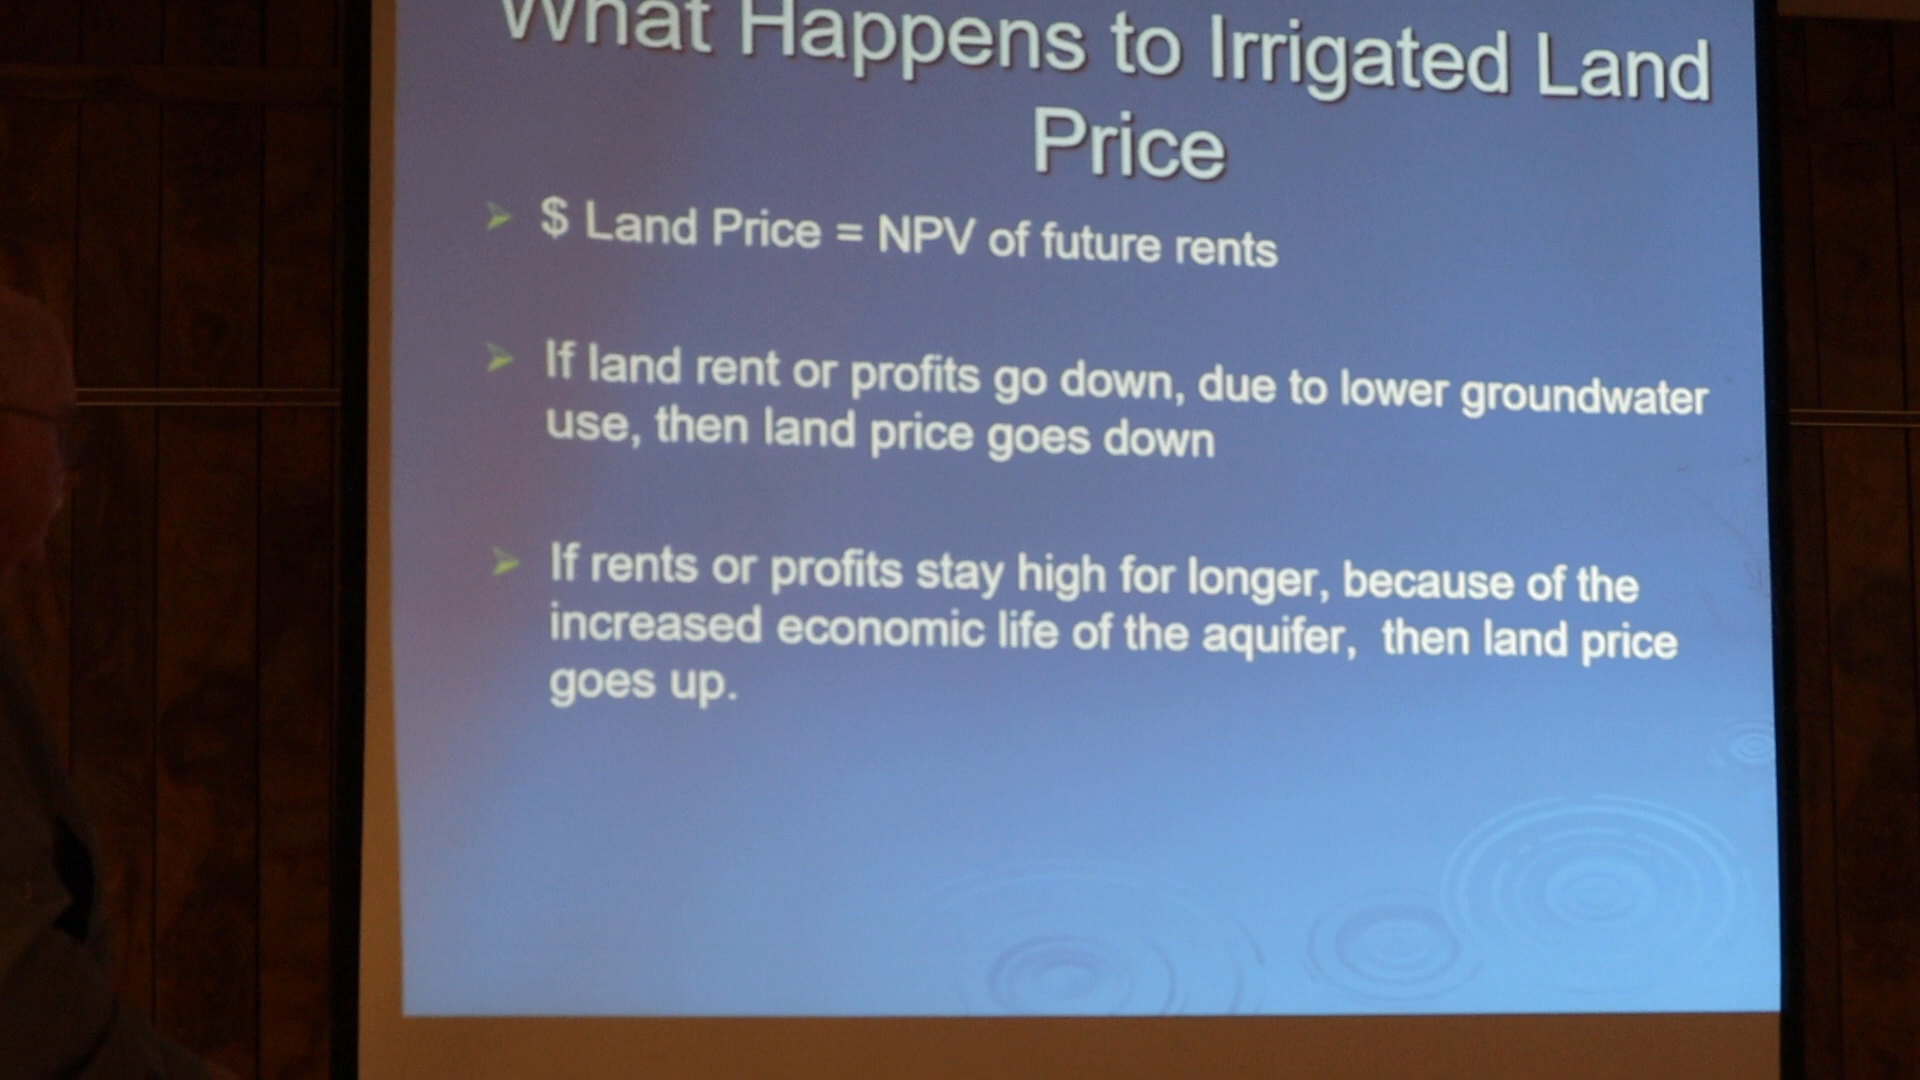 What Happens to Irrigated Land
Price
$ Land Price = NPV of future rents
If land rent or profits go down, due to lower groundwater
use, then land price goes down
If rents or profits stay high for longer, because of the
increased economic life of the aquifer, then land price
goes up.